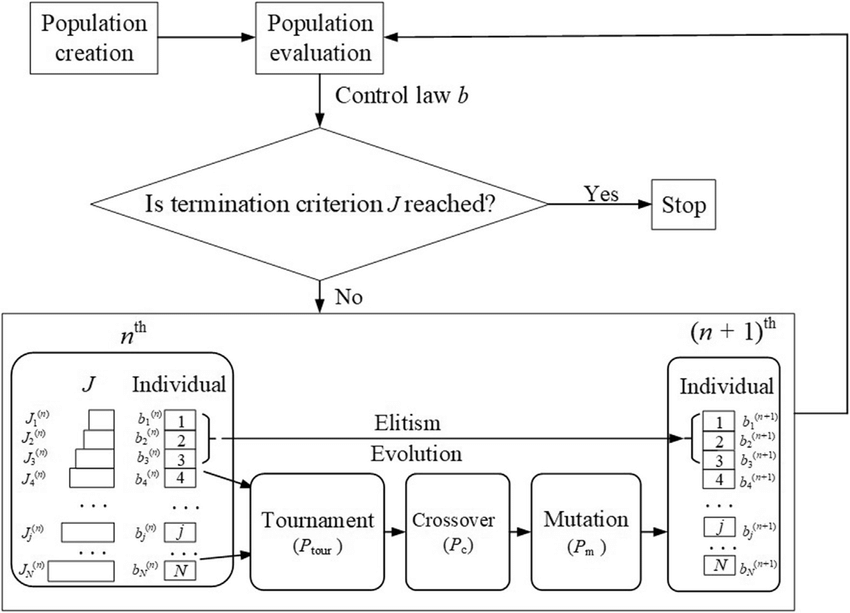 Population creation
Population evaluation
Control law b
Is termination criterion J reached?
Yes
Stop
No
nth
(n + 1)th
J Individual
Individual
J1(n) b1(n) 1
J2(n) b2(n) 2
J3(n) b3(n) 3
J4(n) b4(n) 4
... ...
Jj(n) bj(n) j
... ...
JN(n) bN(n) N
Elitism
Evolution
Tournament
(Ptour)
Crossover
(Pc)
Mutation
(Pm)
1 b1(n+1)
2 b2(n+1)
3 b3(n+1)
4 b4(n+1)
...
j bj(n+1)
...
N bN(n+1)